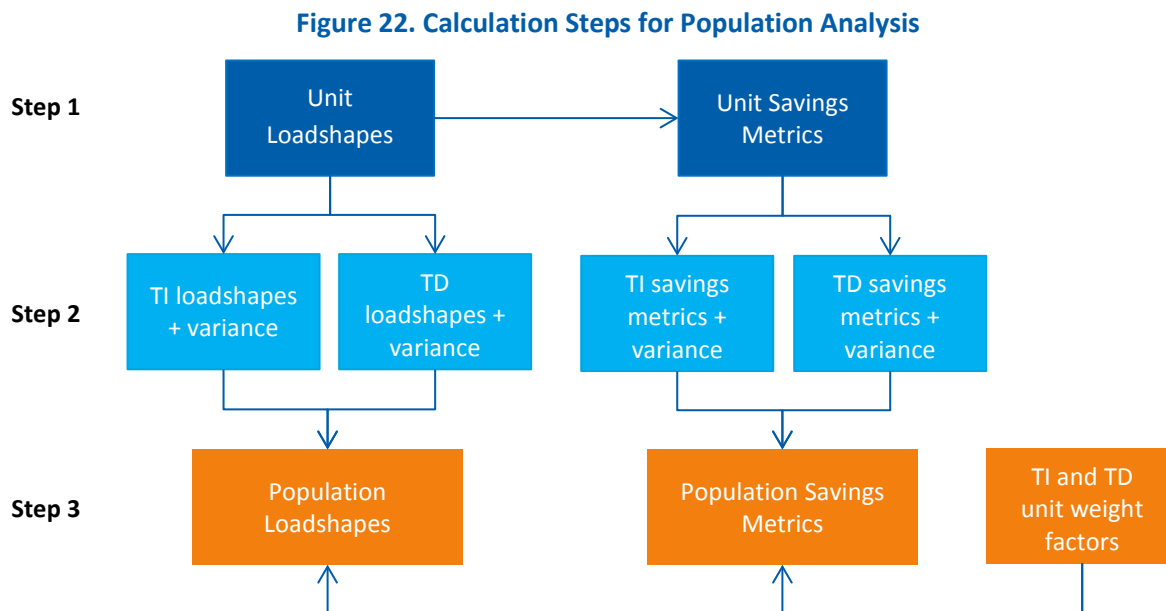 Figure 22. Calculation Steps for Population Analysis
Step 1
Unit
Loadshapes
Unit Savings
Metrics
Step 2
TI loadshapes
+ variance
TD
loadshapes +
variance
TI savings
metrics +
variance
TD savings
metrics +
variance
Step 3
Population
Loadshapes
Population Savings
Metrics
TI and TD
unit weight
factors